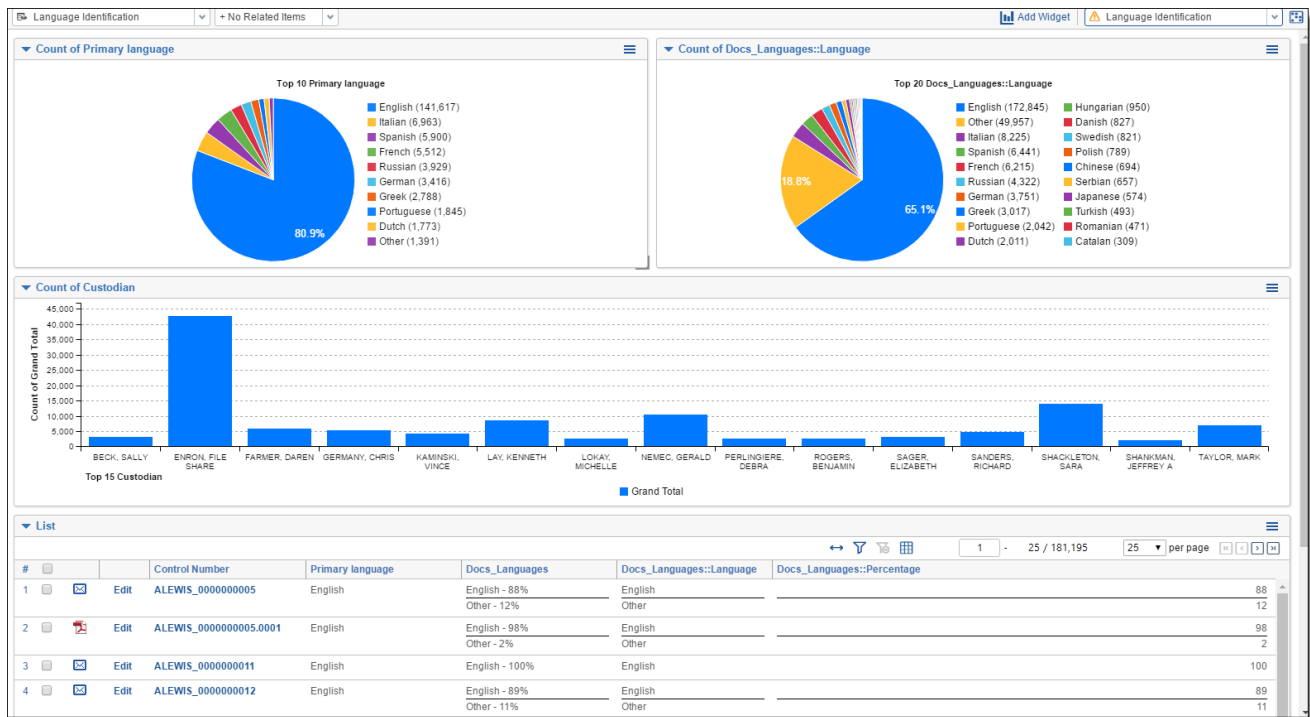 Language Identification + No Related Items Add Widget Language Identification
Count of Primary language
Top 10 Primary language
80.9%
English (141,617)
Italian (6,963)
Spanish (5,900)
French (5,512)
Russian (3,929)
German (3,416)
Greek (2,788)
Portuguese (1,845)
Dutch (1,773)
Other (1,391)
Count of Docs_Languages::Language
Top 20 Docs_Languages::Language
18.8%
65.1%
English (172,845) Hungarian (950)
Other (49,957) Danish (827)
Italian (8,225) Swedish (821)
Spanish (6,441) Polish (789)
French (6,215) Chinese (694)
Russian (4,322) Serbian (657)
German (3,751) Japanese (574)
Greek (3,017) Turkish (493)
Portuguese (2,042) Romanian (471)
Dutch (2,011) Catalan (309)
Count of Custodian
Count of Grand Total
45,000
40,000
35,000
30,000
25,000
20,000
15,000
10,000
5,000
0
BECK, SALLY
ENRON, FILE
SHARE
FARMER, DAREN
GERMANY, CHRIS
KAMINSKI,
VINCE
LAY, KENNETH
LOKAY,
MICHELLE
NEMEC, GERALD
PERLINGIERE,
DEBRA
ROGERS,
BENJAMIN
SAGER,
ELIZABETH
SANDERS,
RICHARD
SHACKLETON,
SARA
SHANKMAN,
JEFFREY A
TAYLOR, MARK
Top 15 Custodian
Grand Total
List
1 - 25 / 181,195 25 per page
# Control Number Primary language Docs_Languages Docs_Languages::Language Docs_Languages::Percentage
1 Edit ALEWIS_0000000005 English English - 88% English 88
Other - 12% Other 12
2 Edit ALEWIS_0000000005.0001 English English - 98% English 98
Other - 2% Other 2
3 Edit ALEWIS_0000000011 English English - 100% English 100
4 Edit ALEWIS_0000000012 English English - 89% English 89
Other - 11% Other 11